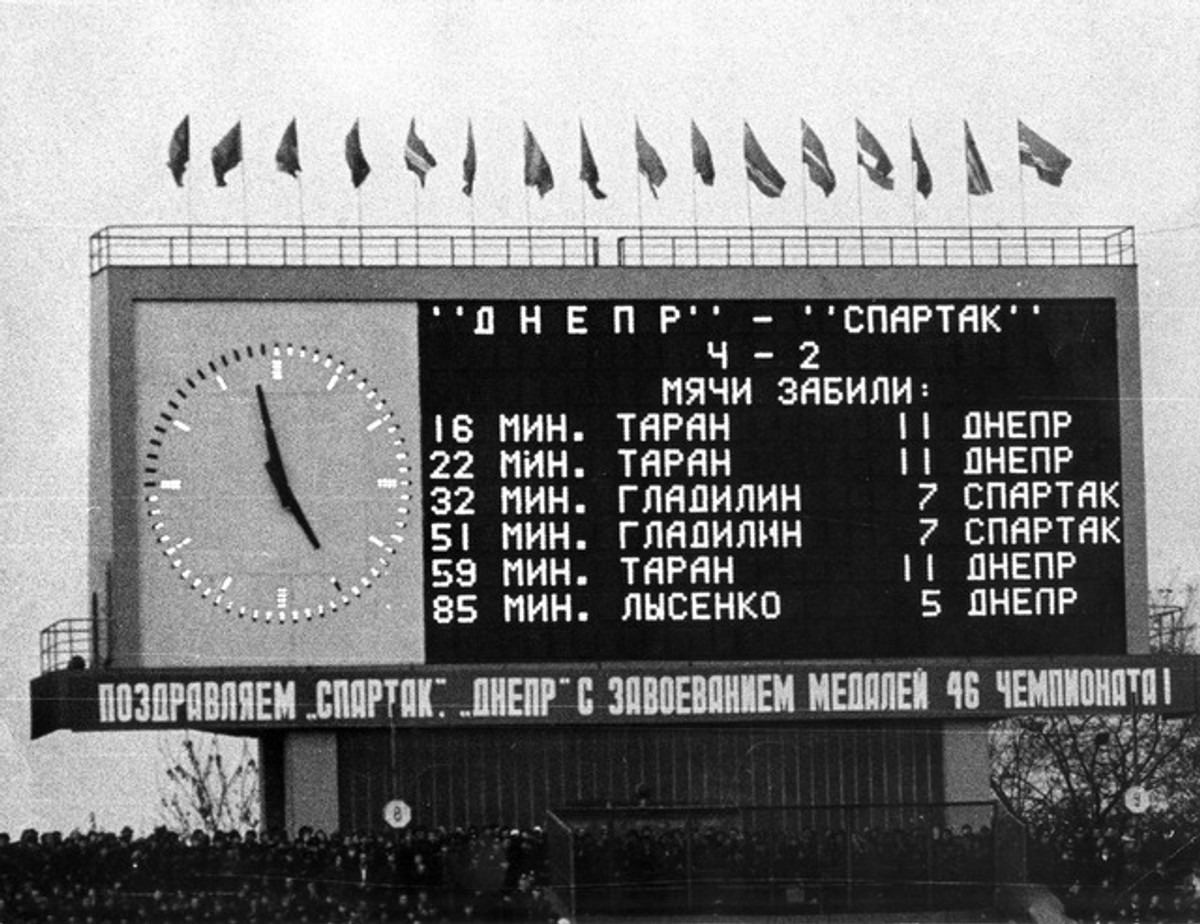 ''Д Н Е П Р'' - ''СПАРТАК''
4 - 2
МЯЧИ ЗАБИЛИ:
16 МИН. ТАРАН 11 ДНЕПР
22 МИН. ТАРАН 11 ДНЕПР
32 МИН. ГЛАДИЛИН 7 СПАРТАК
51 МИН. ГЛАДИЛИН 7 СПАРТАК
59 МИН. ТАРАН 11 ДНЕПР
85 МИН. ЛЫСЕНКО 5 ДНЕПР
ПОЗДРАВЛЯЕМ „СПАРТАК“, „ДНЕПР“ С ЗАВОЕВАНИЕМ МЕДАЛЕЙ 46 ЧЕМПИОНАТА!
8